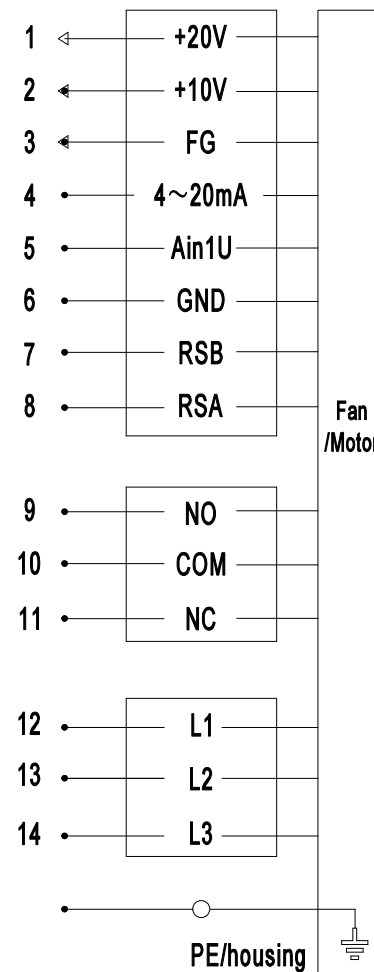 1 +20V
2 +10V
3 FG
4 4～20mA
5 Ain1U
6 GND
7 RSB
8 RSA
Fan
/Motor
9 NO
10 COM
11 NC
12 L1
13 L2
14 L3
PE/housing